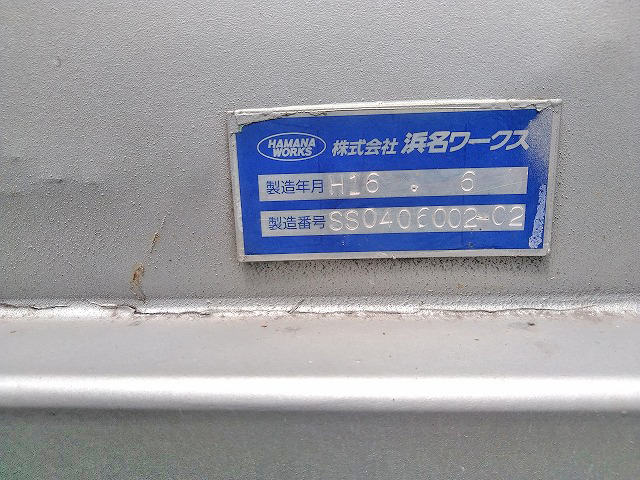 HAMANA
WORKS
株式会社 浜名ワークス
製造年月 H16 . 6
製造番号 SS0406002-02